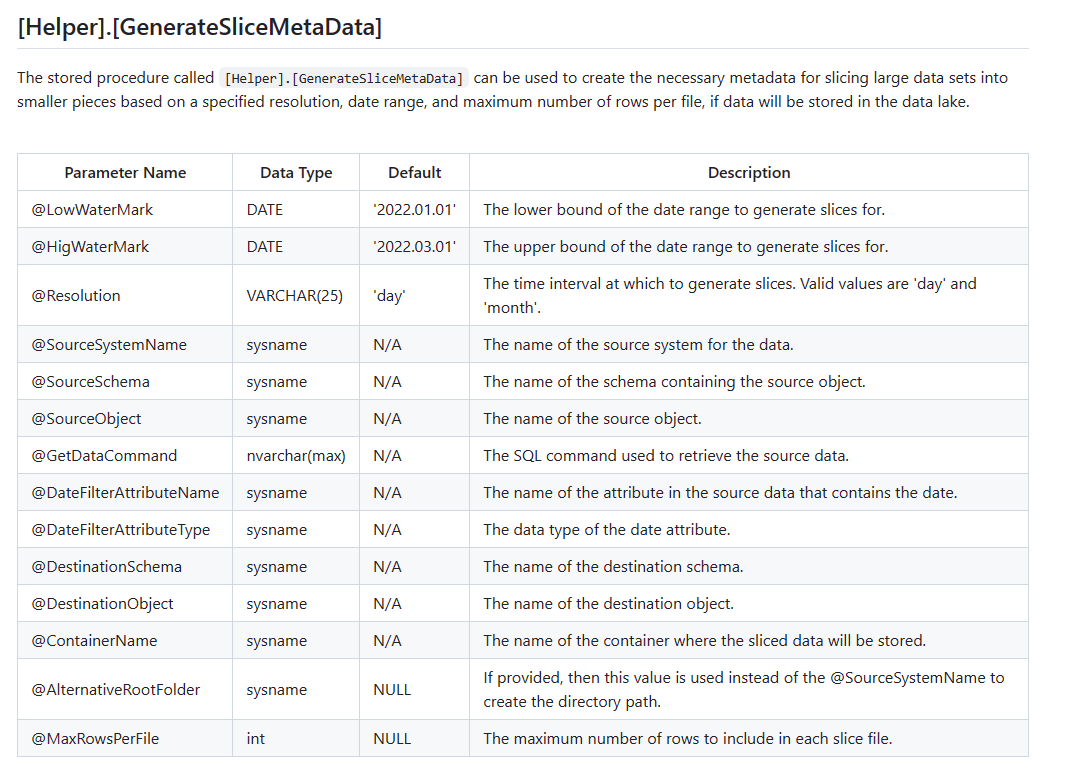 [Helper].[GenerateSliceMetaData]
The stored procedure called [Helper].[GenerateSliceMetaData] can be used to create the necessary metadata for slicing large data sets into
smaller pieces based on a specified resolution, date range, and maximum number of rows per file, if data will be stored in the data lake.
Parameter Name Data Type Default Description
@LowWaterMark DATE '2022.01.01' The lower bound of the date range to generate slices for.
@HigWaterMark DATE '2022.03.01' The upper bound of the date range to generate slices for.
@Resolution VARCHAR(25) 'day' The time interval at which to generate slices. Valid values are 'day' and
'month'.
@SourceSystemName sysname N/A The name of the source system for the data.
@SourceSchema sysname N/A The name of the schema containing the source object.
@SourceObject sysname N/A The name of the source object.
@GetDataCommand nvarchar(max) N/A The SQL command used to retrieve the source data.
@DateFilterAttributeName sysname N/A The name of the attribute in the source data that contains the date.
@DateFilterAttributeType sysname N/A The data type of the date attribute.
@DestinationSchema sysname N/A The name of the destination schema.
@DestinationObject sysname N/A The name of the destination object.
@ContainerName sysname N/A The name of the container where the sliced data will be stored.
@AlternativeRootFolder sysname NULL If provided, then this value is used instead of the @SourceSystemName to
create the directory path.
@MaxRowsPerFile int NULL The maximum number of rows to include in each slice file.